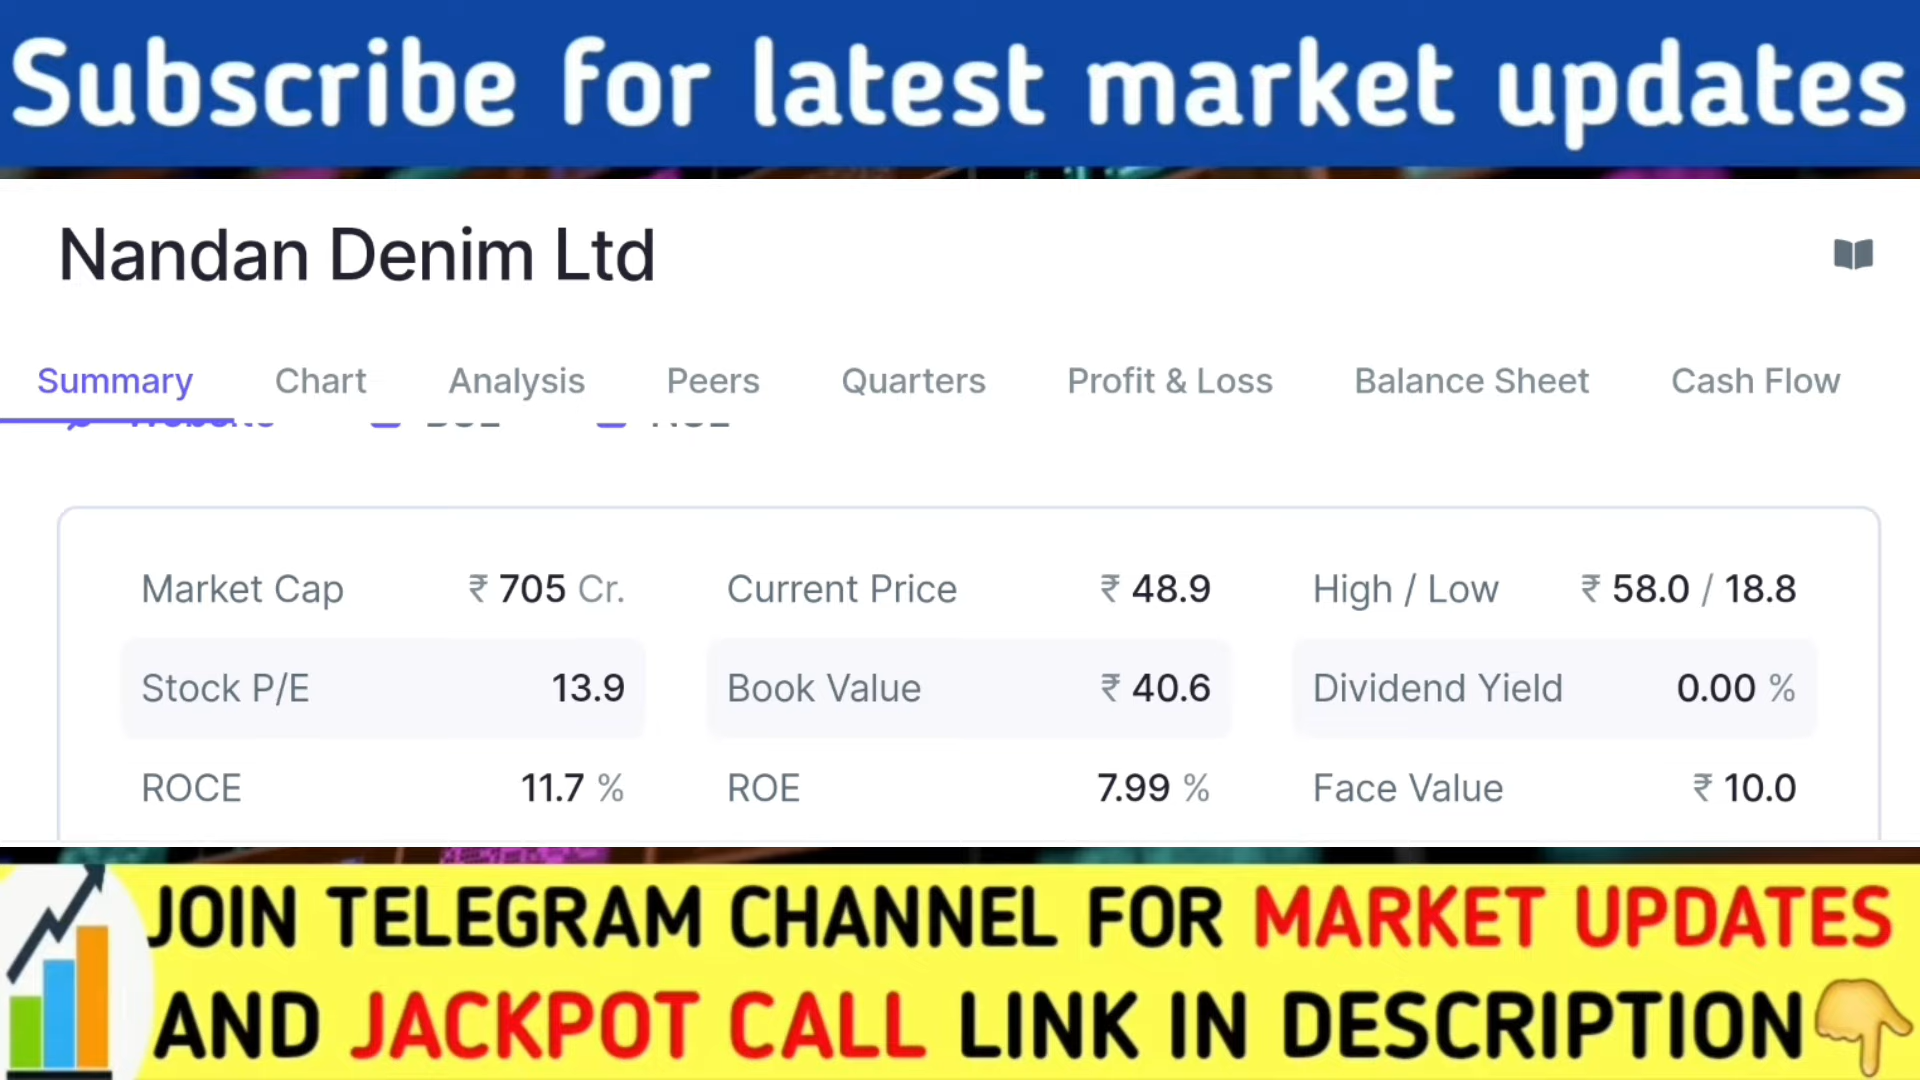 Subscribe for latest market updates
Nandan Denim Ltd
Summary Chart Analysis Peers Quarters Profit & Loss Balance Sheet Cash Flow
Market Cap ₹ 705 Cr. Current Price ₹ 48.9 High / Low ₹ 58.0 / 18.8
Stock P/E 13.9 Book Value ₹ 40.6 Dividend Yield 0.00 %
ROCE 11.7 % ROE 7.99 % Face Value ₹ 10.0
JOIN TELEGRAM CHANNEL FOR MARKET UPDATES
AND JACKPOT CALL LINK IN DESCRIPTION